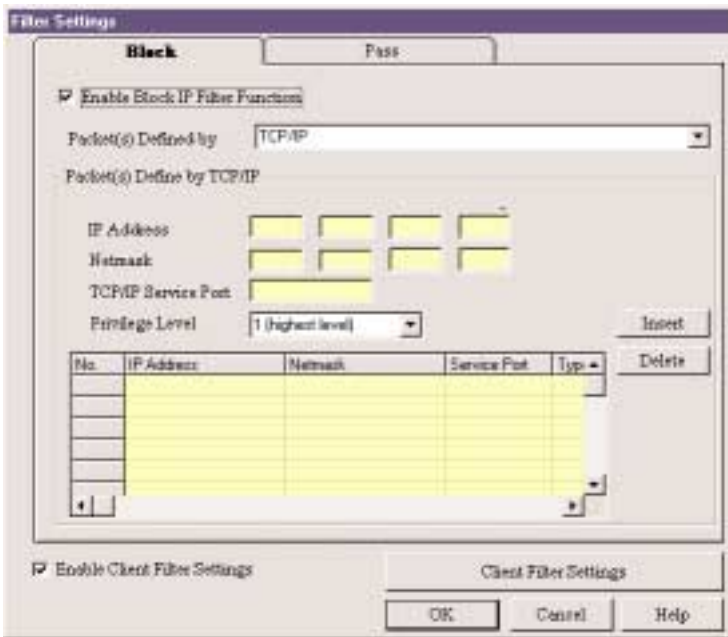 Filter Settings
Block Pass
Enable Block IP Filter Function
Packet(s) Defined by TCP/IP
Packet(s) Define by TCP/IP
IP Address
Netmask
TCP/IP Service Port
Privilege Level 1 (highest level) Insert
No. IP Address Netmask Service Port Typ Delete
Enable Client Filter Settings Client Filter Settings
OK Cancel Help